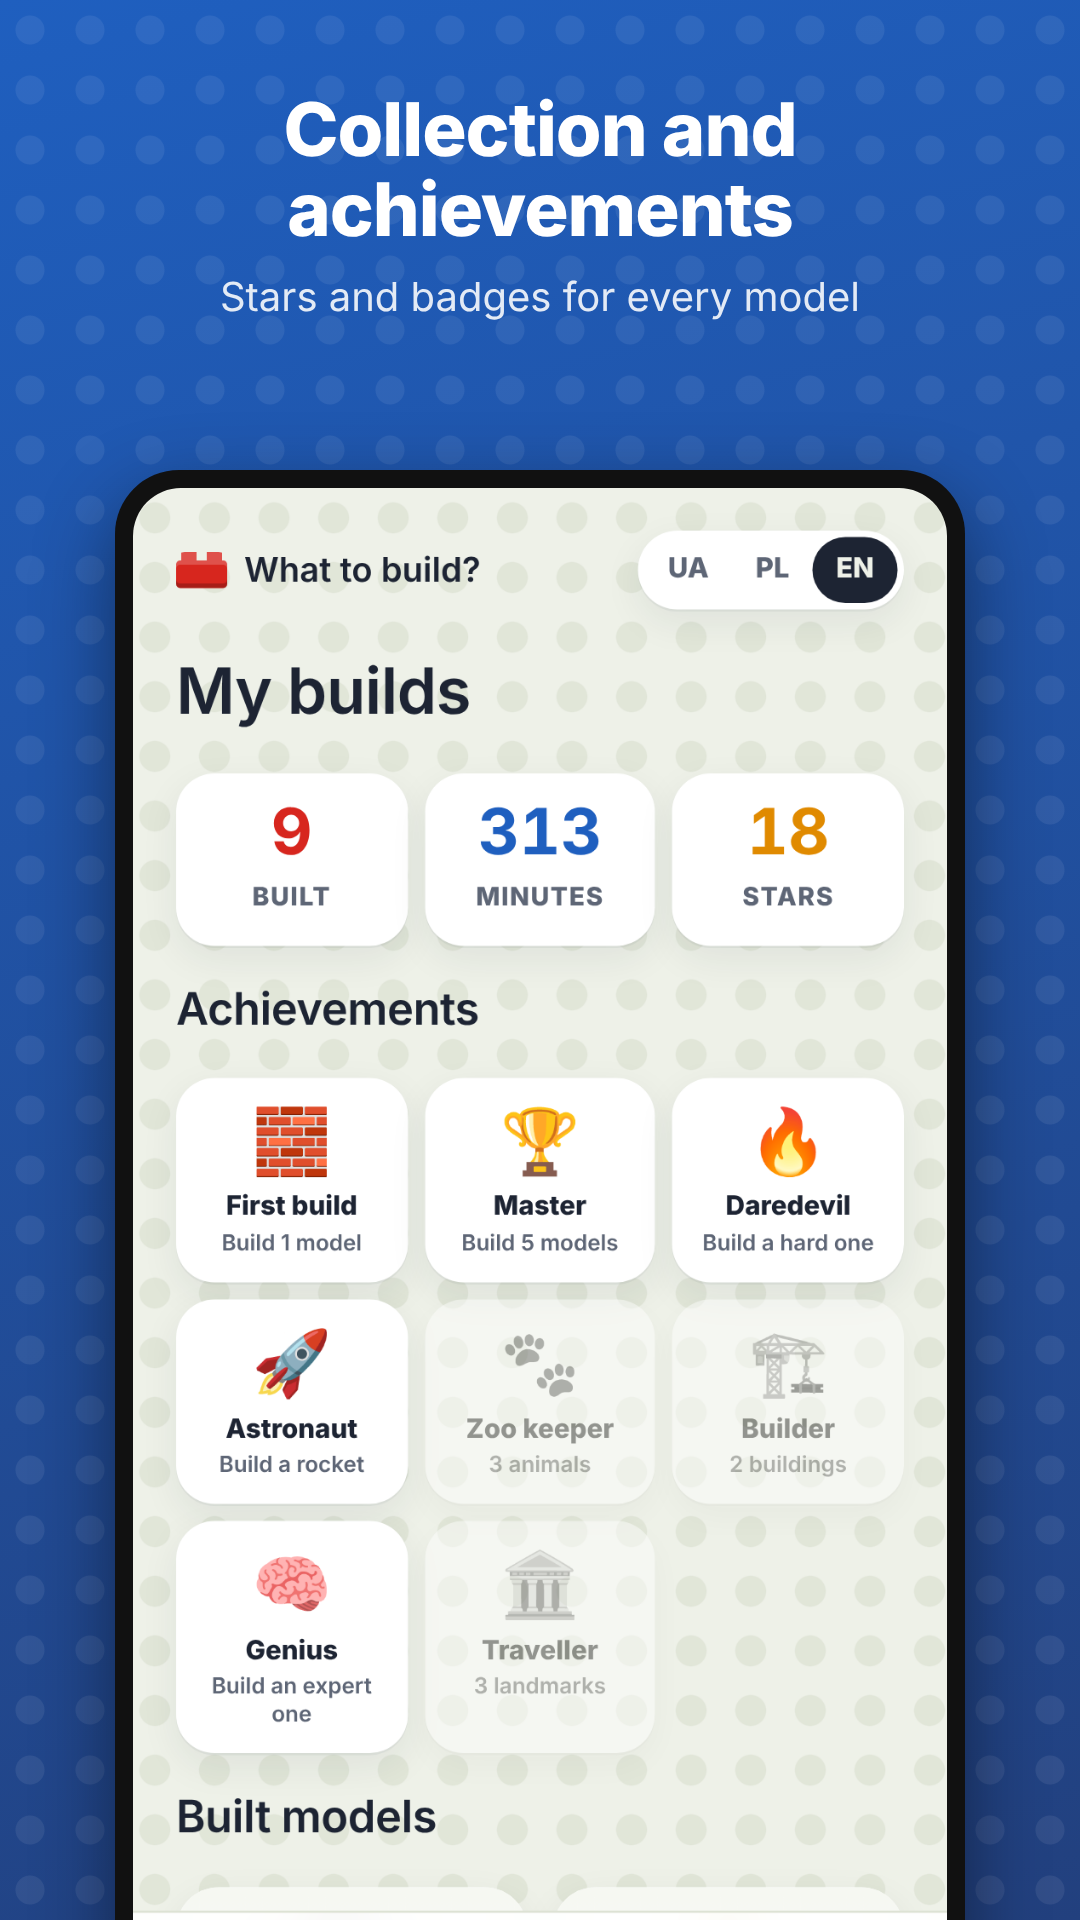 Collection and
achievements
Stars and badges for every model
What to build?
UA PL EN
My builds
9 313 18
BUILT MINUTES STARS
Achievements
First build Master Daredevil
Build 1 model Build 5 models Build a hard one
Astronaut Zoo keeper Builder
Build a rocket 3 animals 2 buildings
Genius Traveller
Build an expert 3 landmarks
one
Built models